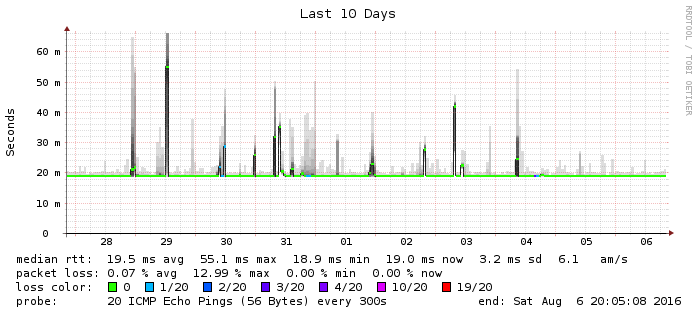 Last 10 Days
RRDTOOL / TOBI OETIKER
Seconds
60 m
50 m
40 m
30 m
20 m
10 m
0
28 29 30 31 01 02 03 04 05 06
median rtt: 19.5 ms avg 55.1 ms max 18.9 ms min 19.0 ms now 3.2 ms sd 6.1 am/s
packet loss: 0.07 % avg 12.99 % max 0.00 % min 0.00 % now
loss color: 0 1/20 2/20 3/20 4/20 10/20 19/20
probe: 20 ICMP Echo Pings (56 Bytes) every 300s end: Sat Aug 6 20:05:08 2016